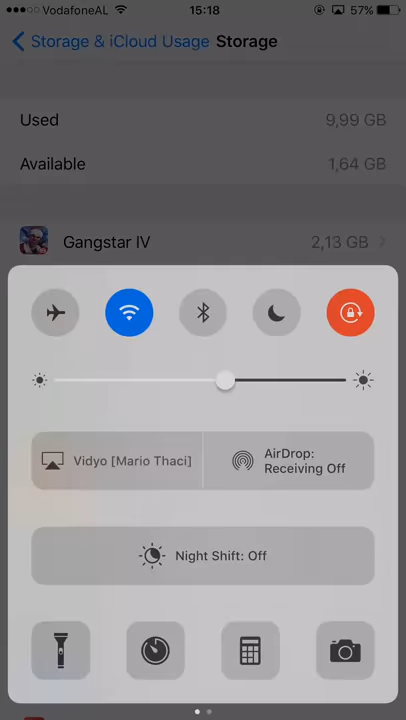 VodafoneAL 15:18 57%
Storage & iCloud Usage Storage
Used 9,99 GB
Available 1,64 GB
Gangstar IV 2,13 GB
Vidyo [Mario Thaci]
AirDrop:
Receiving Off
Night Shift: Off